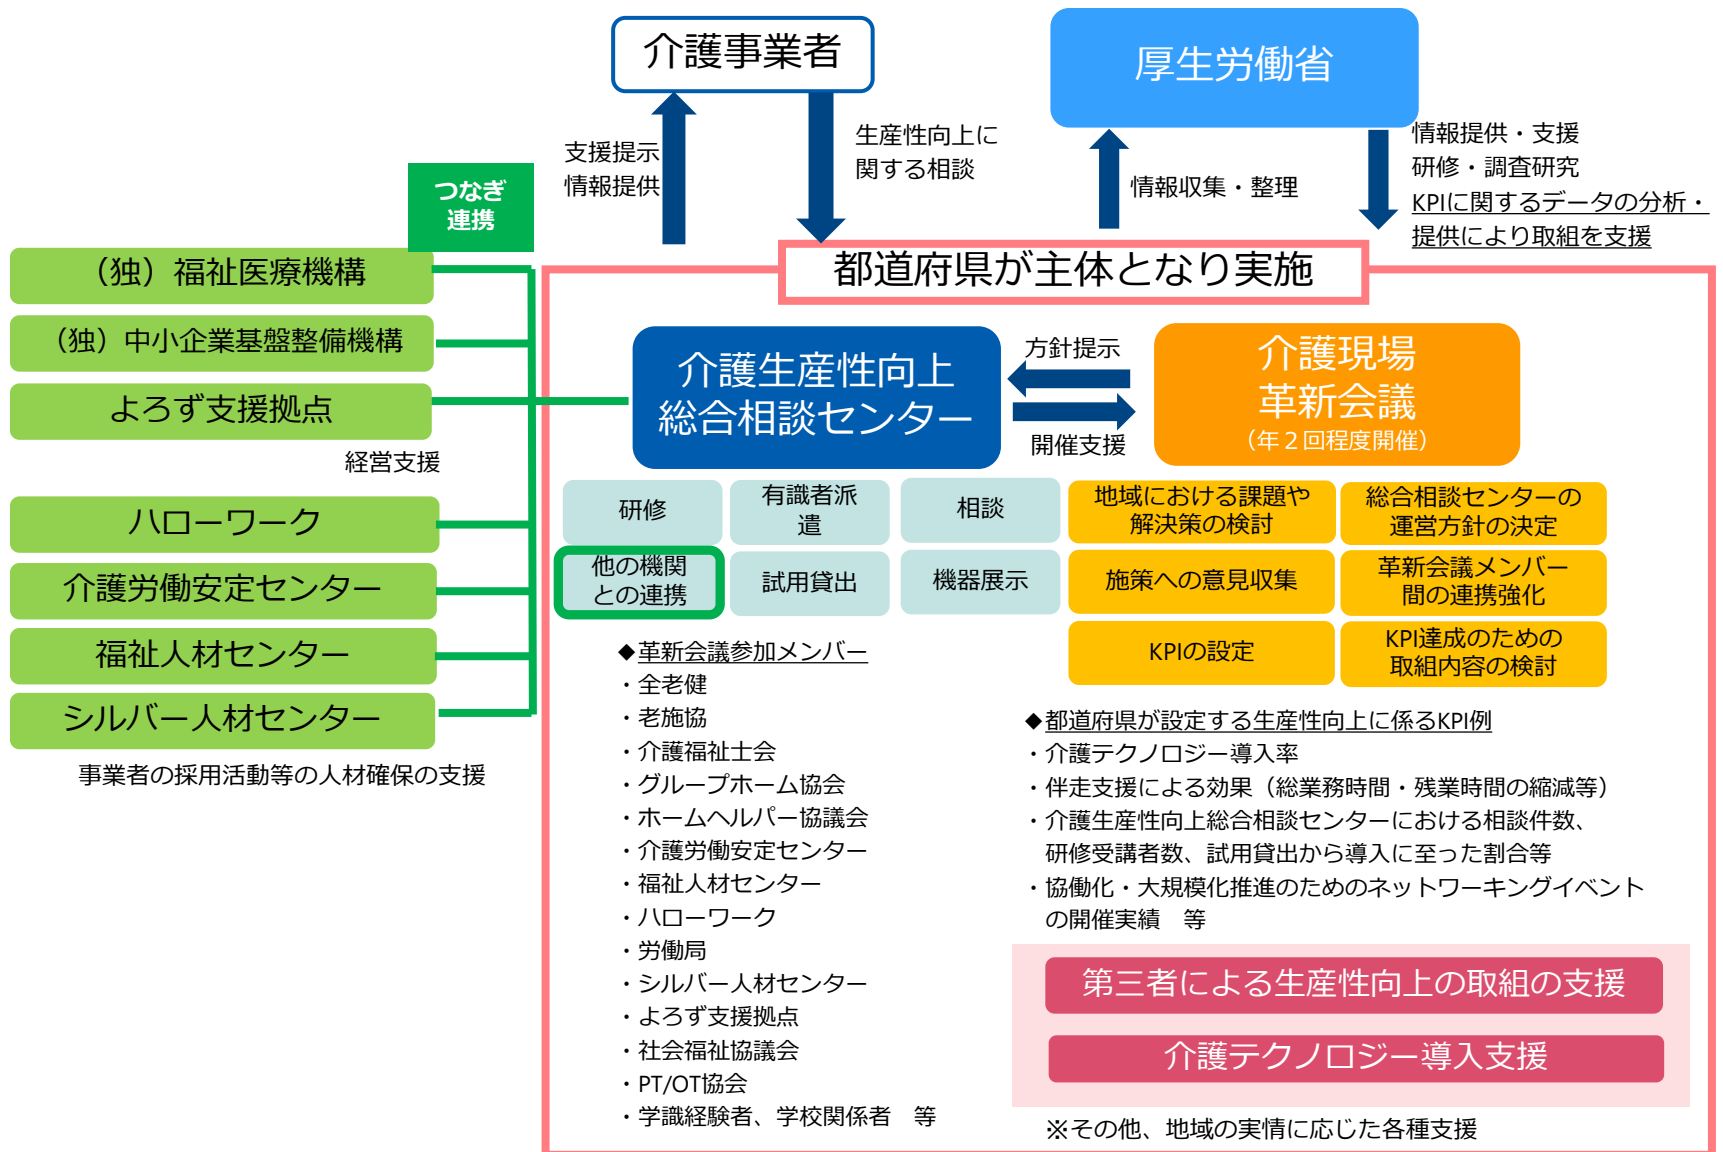 介護事業者
厚生労働省
支援提示
情報提供
生産性向上に
関する相談
情報収集・整理
情報提供・支援
研修・調査研究
KPIに関するデータの分析・
提供により取組を支援
つなぎ
連携
（独）福祉医療機構
（独）中小企業基盤整備機構
よろず支援拠点
経営支援
ハローワーク
介護労働安定センター
福祉人材センター
シルバー人材センター
事業者の採用活動等の人材確保の支援
都道府県が主体となり実施
介護生産性向上
総合相談センター
方針提示
開催支援
介護現場
革新会議
（年２回程度開催）
研修
有識者派
遣
相談
他の機関
との連携
試用貸出
機器展示
地域における課題や
解決策の検討
総合相談センターの
運営方針の決定
施策への意見収集
革新会議メンバー
間の連携強化
KPIの設定
KPI達成のための
取組内容の検討
◆革新会議参加メンバー
・全老健
・老施協
・介護福祉士会
・グループホーム協会
・ホームヘルパー協議会
・介護労働安定センター
・福祉人材センター
・ハローワーク
・労働局
・シルバー人材センター
・よろず支援拠点
・社会福祉協議会
・PT/OT協会
・学識経験者、学校関係者　等
◆都道府県が設定する生産性向上に係るKPI例
・介護テクノロジー導入率
・伴走支援による効果（総業務時間・残業時間の縮減等）
・介護生産性向上総合相談センターにおける相談件数、
研修受講者数、試用貸出から導入に至った割合等
・協働化・大規模化推進のためのネットワーキングイベント
の開催実績　等
第三者による生産性向上の取組の支援
介護テクノロジー導入支援
※その他、地域の実情に応じた各種支援